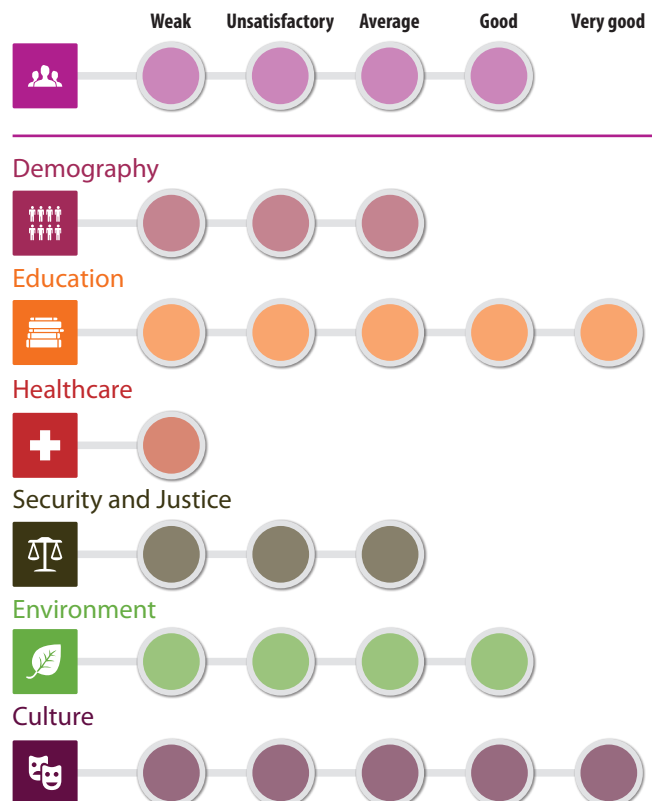 Weak Unsatisfactory Average Good Very good
Demography
Education
Healthcare
Security and Justice
Environment
Culture